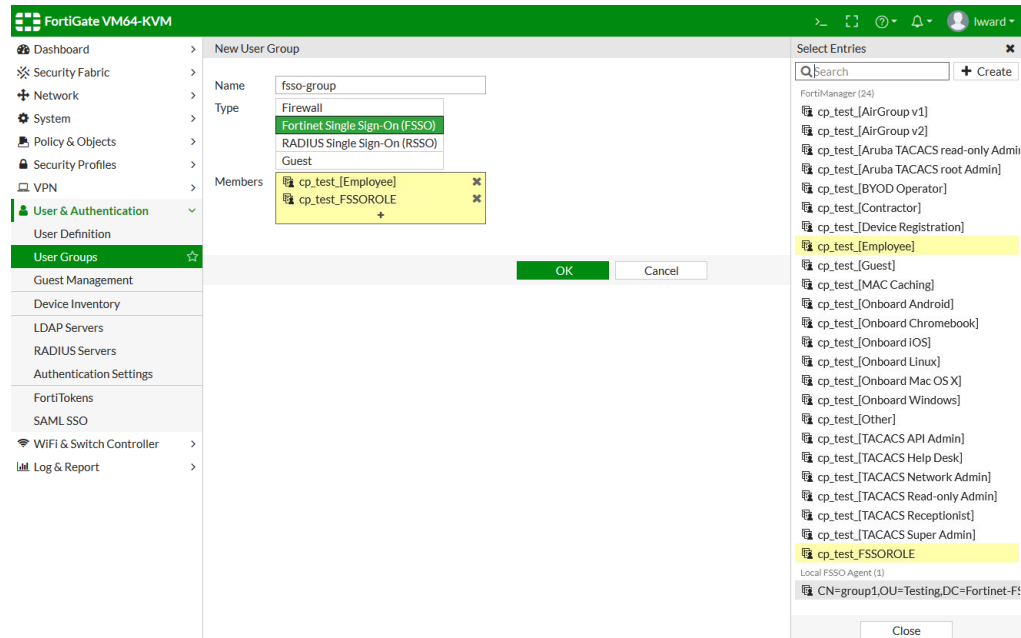 FortiGate VM64-KVM
>_
lward
Dashboard
Security Fabric
Network
System
Policy & Objects
Security Profiles
VPN
User & Authentication
User Definition
User Groups
Guest Management
Device Inventory
LDAP Servers
RADIUS Servers
Authentication Settings
FortiTokens
SAML SSO
WiFi & Switch Controller
Log & Report
New User Group
Name
fsso-group
Type
Firewall
Fortinet Single Sign-On (FSSO)
RADIUS Single Sign-On (RSSO)
Guest
Members
cp_test_[Employee]
cp_test_FSSOROLE
+
OK
Cancel
Select Entries
Search
+ Create
FortiManager (24)
cp_test_[AirGroup v1]
cp_test_[AirGroup v2]
cp_test_[Aruba TACACS read-only Admi
cp_test_[Aruba TACACS root Admin]
cp_test_[BYOD Operator]
cp_test_[Contractor]
cp_test_[Device Registration]
cp_test_[Employee]
cp_test_[Guest]
cp_test_[MAC Caching]
cp_test_[Onboard Android]
cp_test_[Onboard Chromebook]
cp_test_[Onboard iOS]
cp_test_[Onboard Linux]
cp_test_[Onboard Mac OS X]
cp_test_[Onboard Windows]
cp_test_[Other]
cp_test_[TACACS API Admin]
cp_test_[TACACS Help Desk]
cp_test_[TACACS Network Admin]
cp_test_[TACACS Read-only Admin]
cp_test_[TACACS Receptionist]
cp_test_[TACACS Super Admin]
cp_test_FSSOROLE
Local FSSO Agent (1)
CN=group1,OU=Testing,DC=Fortinet-FS
Close